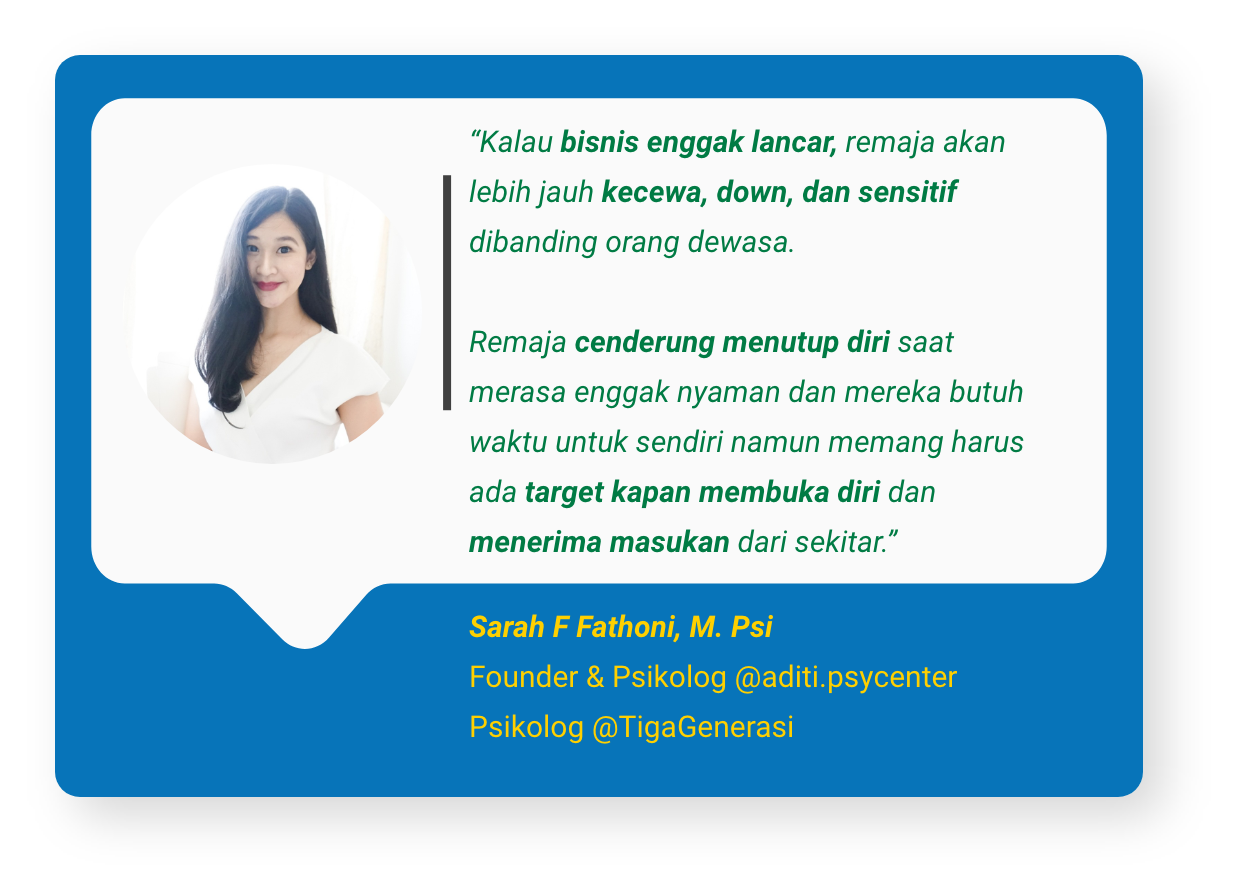 “Kalau bisnis enggak lancar, remaja akan
lebih jauh kecewa, down, dan sensitif
dibanding orang dewasa.
Remaja cenderung menutup diri saat
merasa enggak nyaman dan mereka butuh
waktu untuk sendiri namun memang harus
ada target kapan membuka diri dan
menerima masukan dari sekitar.”
Sarah F Fathoni, M. Psi
Founder & Psikolog @aditi.psycenter
Psikolog @TigaGenerasi